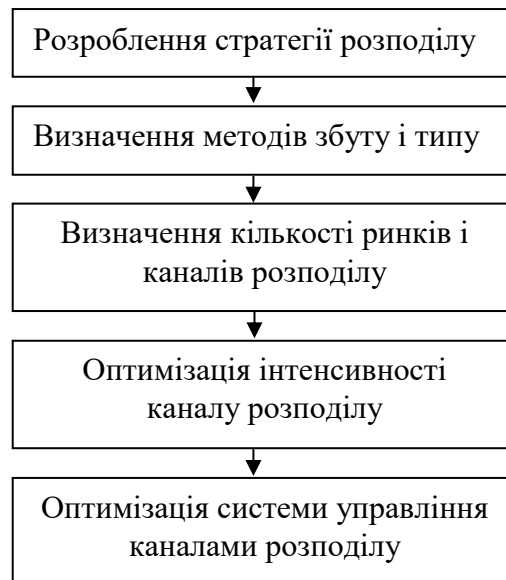 Розроблення стратегії розподілу
Визначення методів збуту і типу
Визначення кількості ринків і
каналів розподілу
Оптимізація інтенсивності
каналу розподілу
Оптимізація системи управління
каналами розподілу